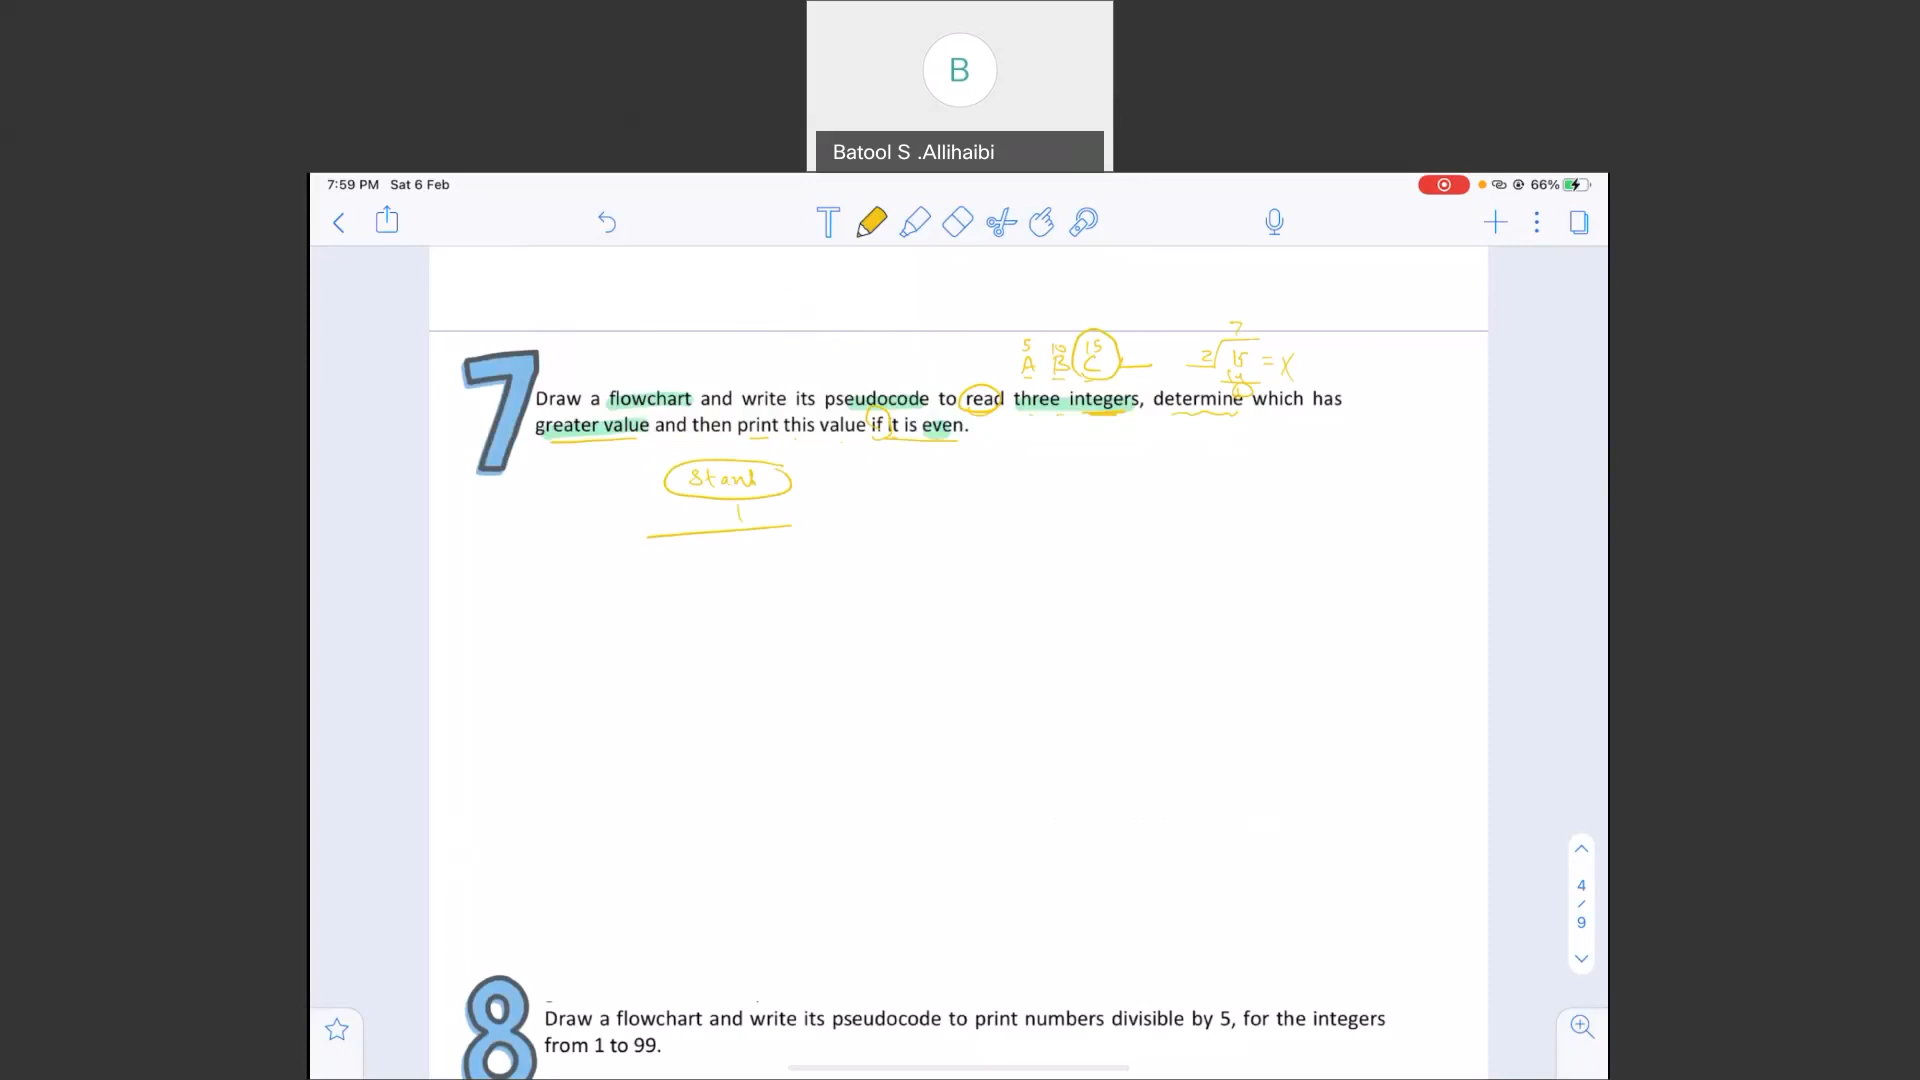 B
Batool S .Allihaibi
7:59 PM Sat 6 Feb
66%
T
7
5 10 15
A B C
2 15 = X
7 Draw a flowchart and write its pseudocode to read three integers, determine which has
greater value and then print this value if it is even.
Start
4
/
9
8 Draw a flowchart and write its pseudocode to print numbers divisible by 5, for the integers
from 1 to 99.